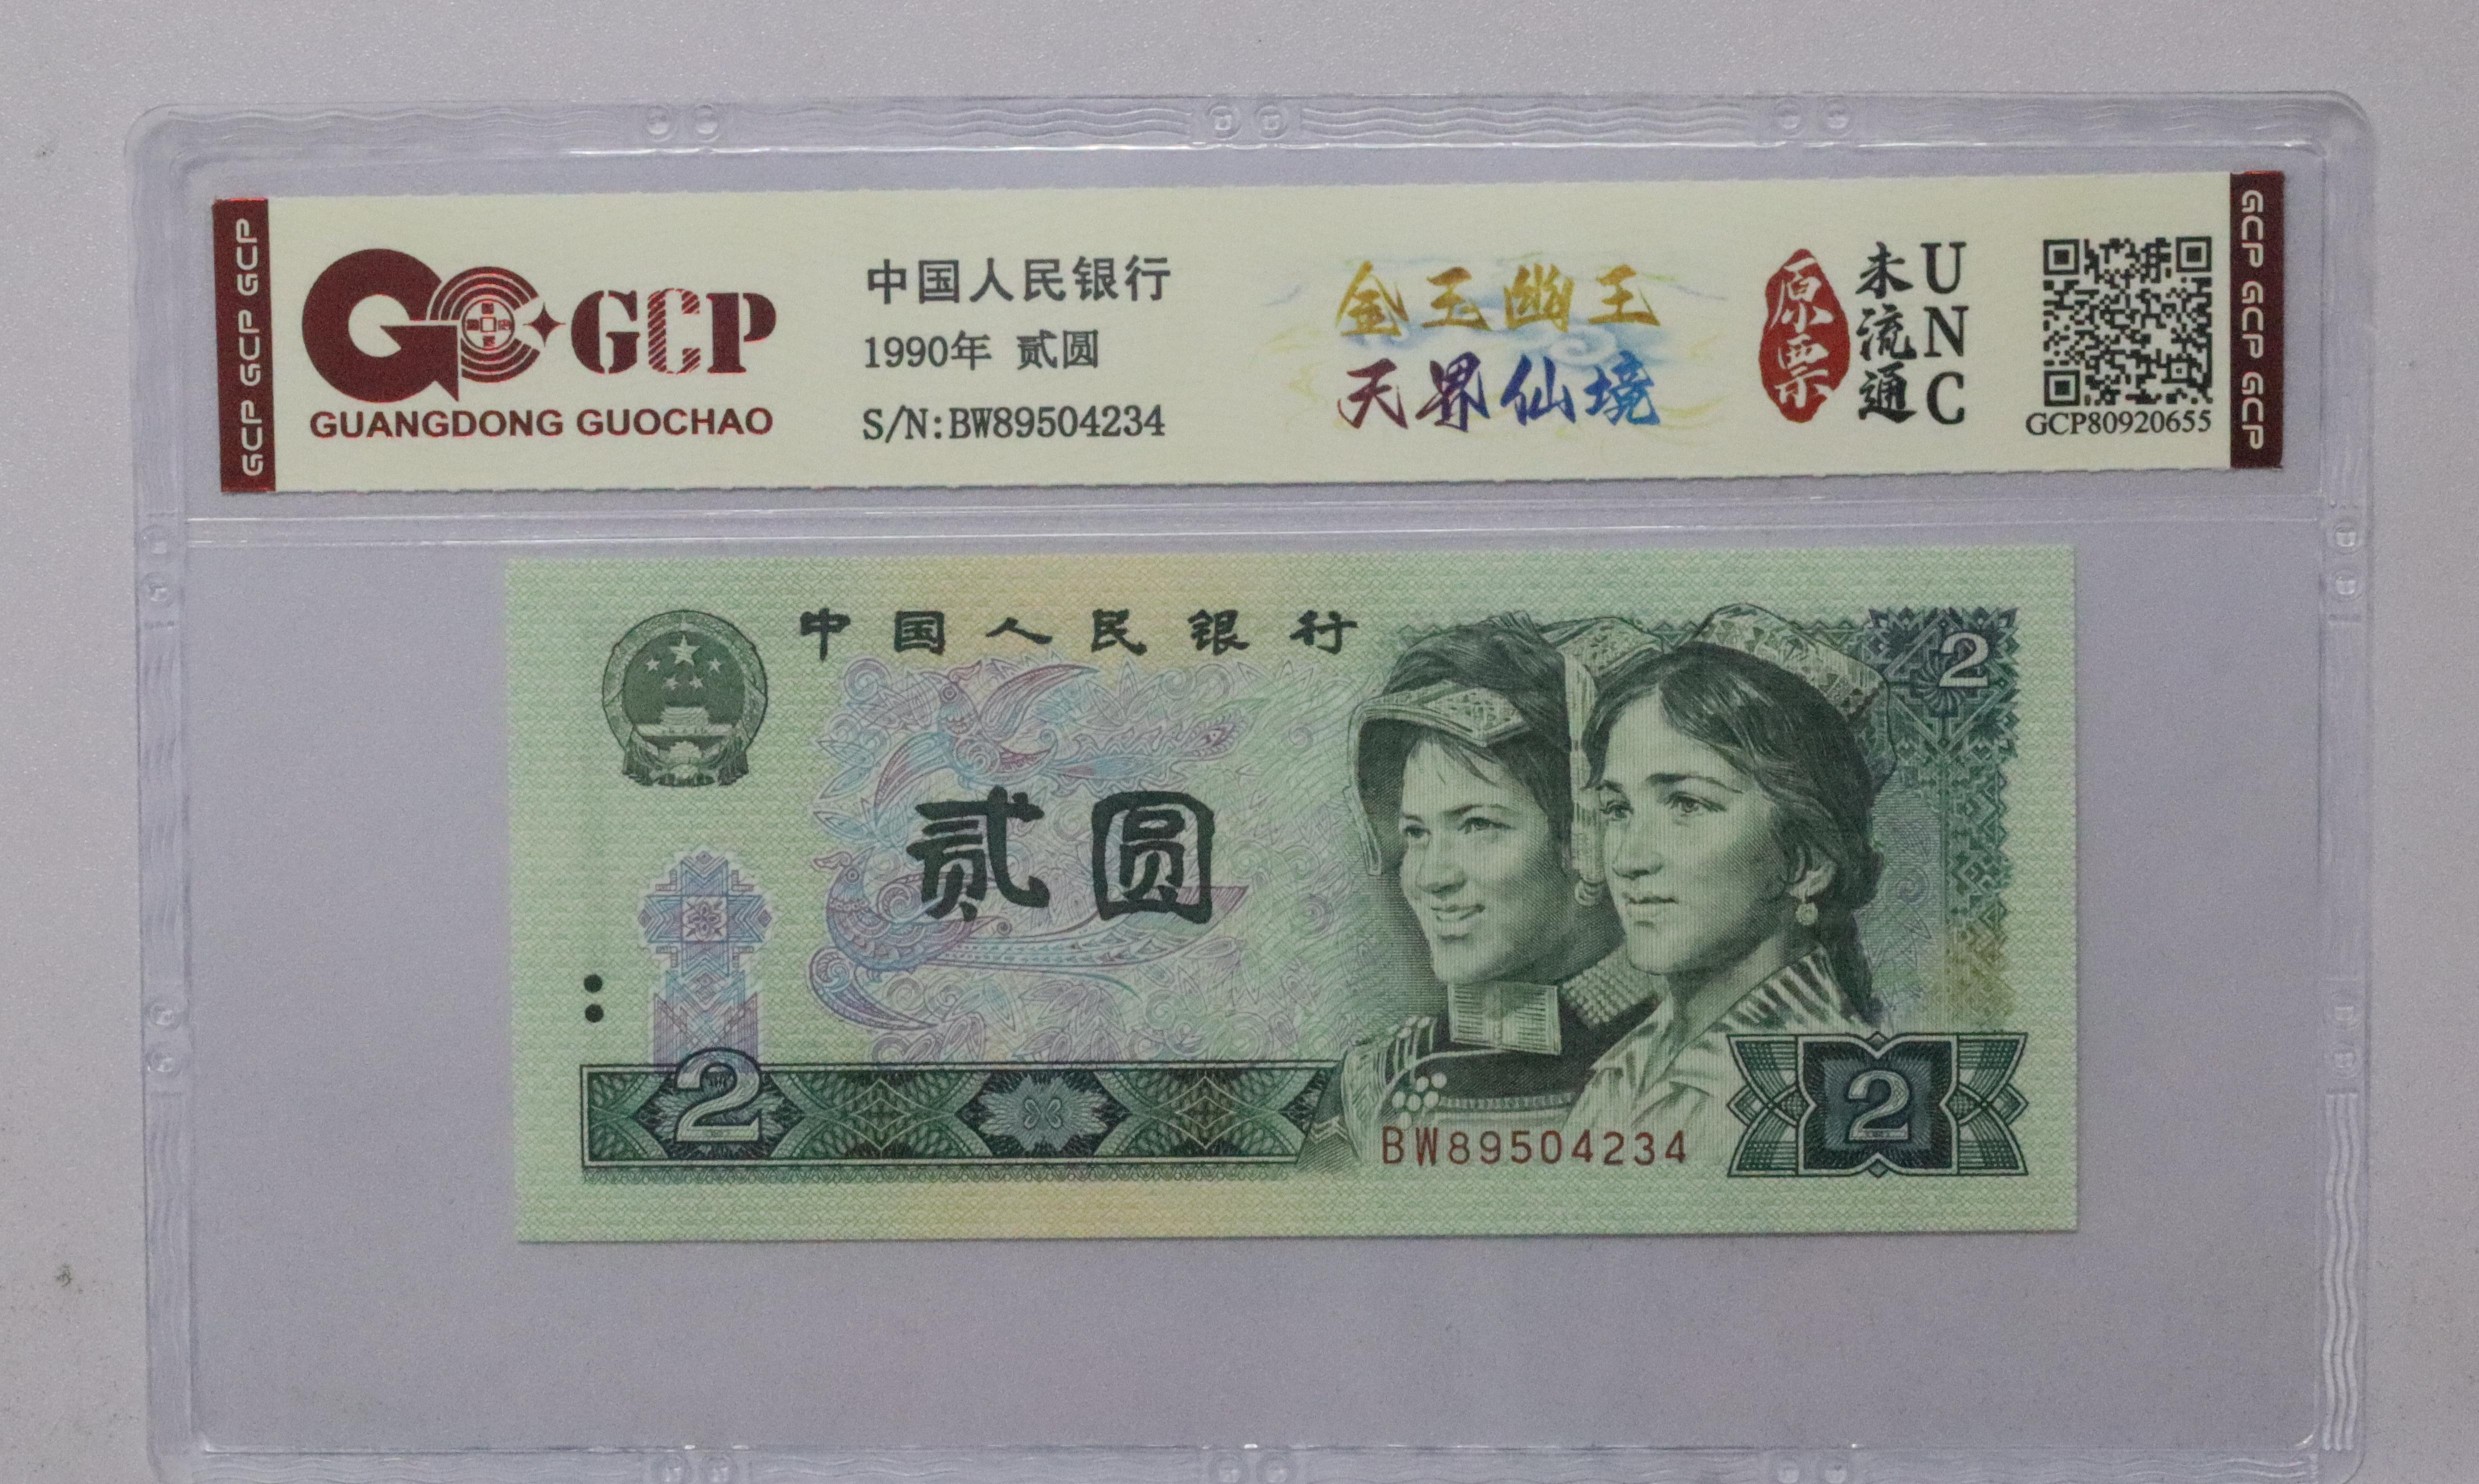 GCP GCP GCP
GCP
GUANGDONG GUOCHAO
中国人民银行
1990年 贰圆
S/N:BW89504234
金玉幽王
天界仙境
原票
未流通
UNC
GCP80920655
GCP GCP GCP
中国人民银行
2
贰圆
2
BW89504234
2